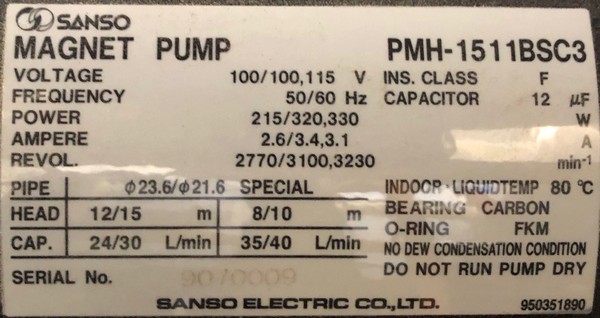 SANSO
MAGNET PUMP PMH-1511BSC3
VOLTAGE 100/100,115 V INS. CLASS F
FREQUENCY 50/60 Hz CAPACITOR 12 µF
POWER 215/320,330 W
AMPERE 2.6/3.4,3.1 A
REVOL. 2770/3100,3230 min⁻¹
PIPE φ23.6/φ21.6 SPECIAL INDOOR·LIQUIDTEMP 80 ℃
HEAD 12/15 m 8/10 m BEARING CARBON
O-RING FKM
CAP. 24/30 L/min 35/40 L/min NO DEW CONDENSATION CONDITION
DO NOT RUN PUMP DRY
SERIAL No.
SANSO ELECTRIC CO.,LTD. 950351890